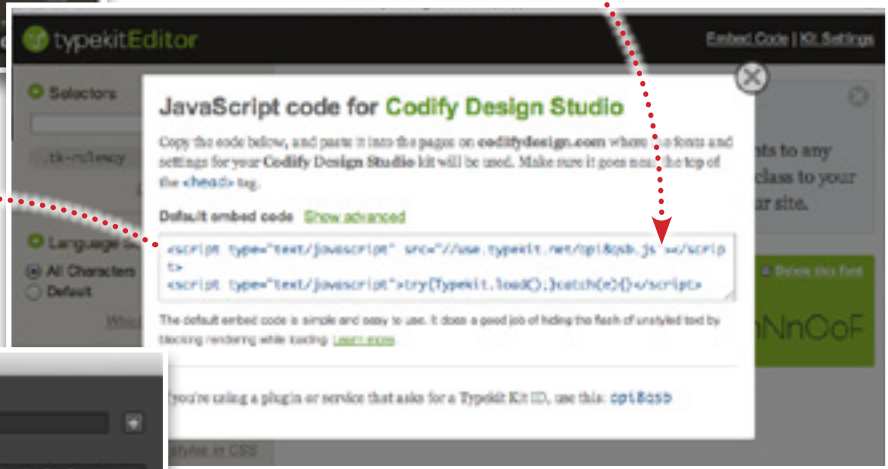 typekitEditor
Embed Code | Kit Settings
Selectors
.tk-raleway
JavaScript code for Codify Design Studio
Copy the code below, and paste it into the pages on codifydesign.com where the fonts and
settings for your Codify Design Studio kit will be used. Make sure it goes near the top of
the <head> tag.
Default embed code Show advanced
<script type="text/javascript" src="//use.typekit.net/ .js"></scrip
t>
<script type="text/javascript">try{Typekit.load();}catch(e){}</script>
The default embed code is simple and easy to use. It does a good job of hiding the flash of unstyled text by
blocking rendering while loading. Learn more.
you're using a plugin or service that asks for a Typekit Kit ID, use this:
nts to any
class to your
ur site.
Language
All Characters
Default
Delete this font
nNnOoF
styles in CSS